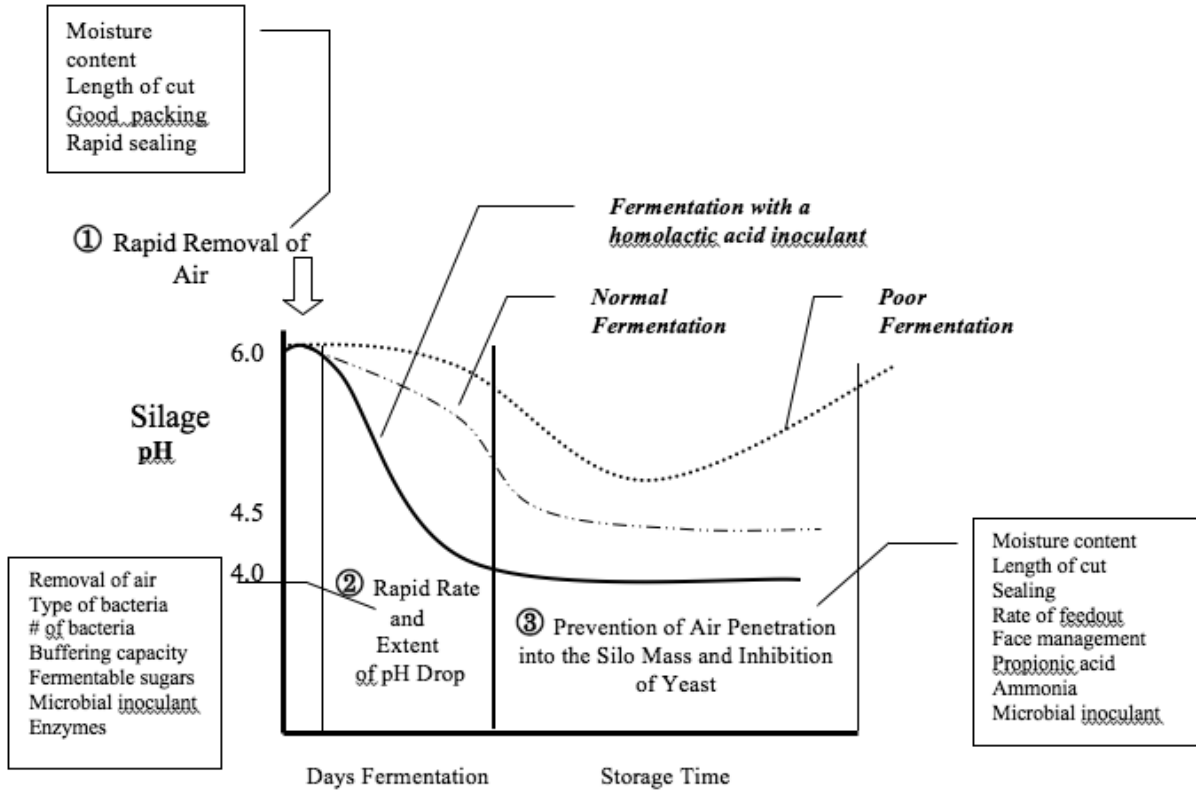 Moisture
content
Length of cut
Good packing
Rapid sealing
① Rapid Removal of
Air
Fermentation with a
homolactic acid inoculant
Normal
Fermentation
Poor
Fermentation
Silage
pH
6.0
4.5
4.0
Removal of air
Type of bacteria
# of bacteria
Buffering capacity
Fermentable sugars
Microbial inoculant
Enzymes
② Rapid Rate
and
Extent
of pH Drop
③ Prevention of Air Penetration
into the Silo Mass and Inhibition
of Yeast
Moisture content
Length of cut
Sealing
Rate of feedout
Face management
Propionic acid
Ammonia
Microbial inoculant
Days Fermentation
Storage Time